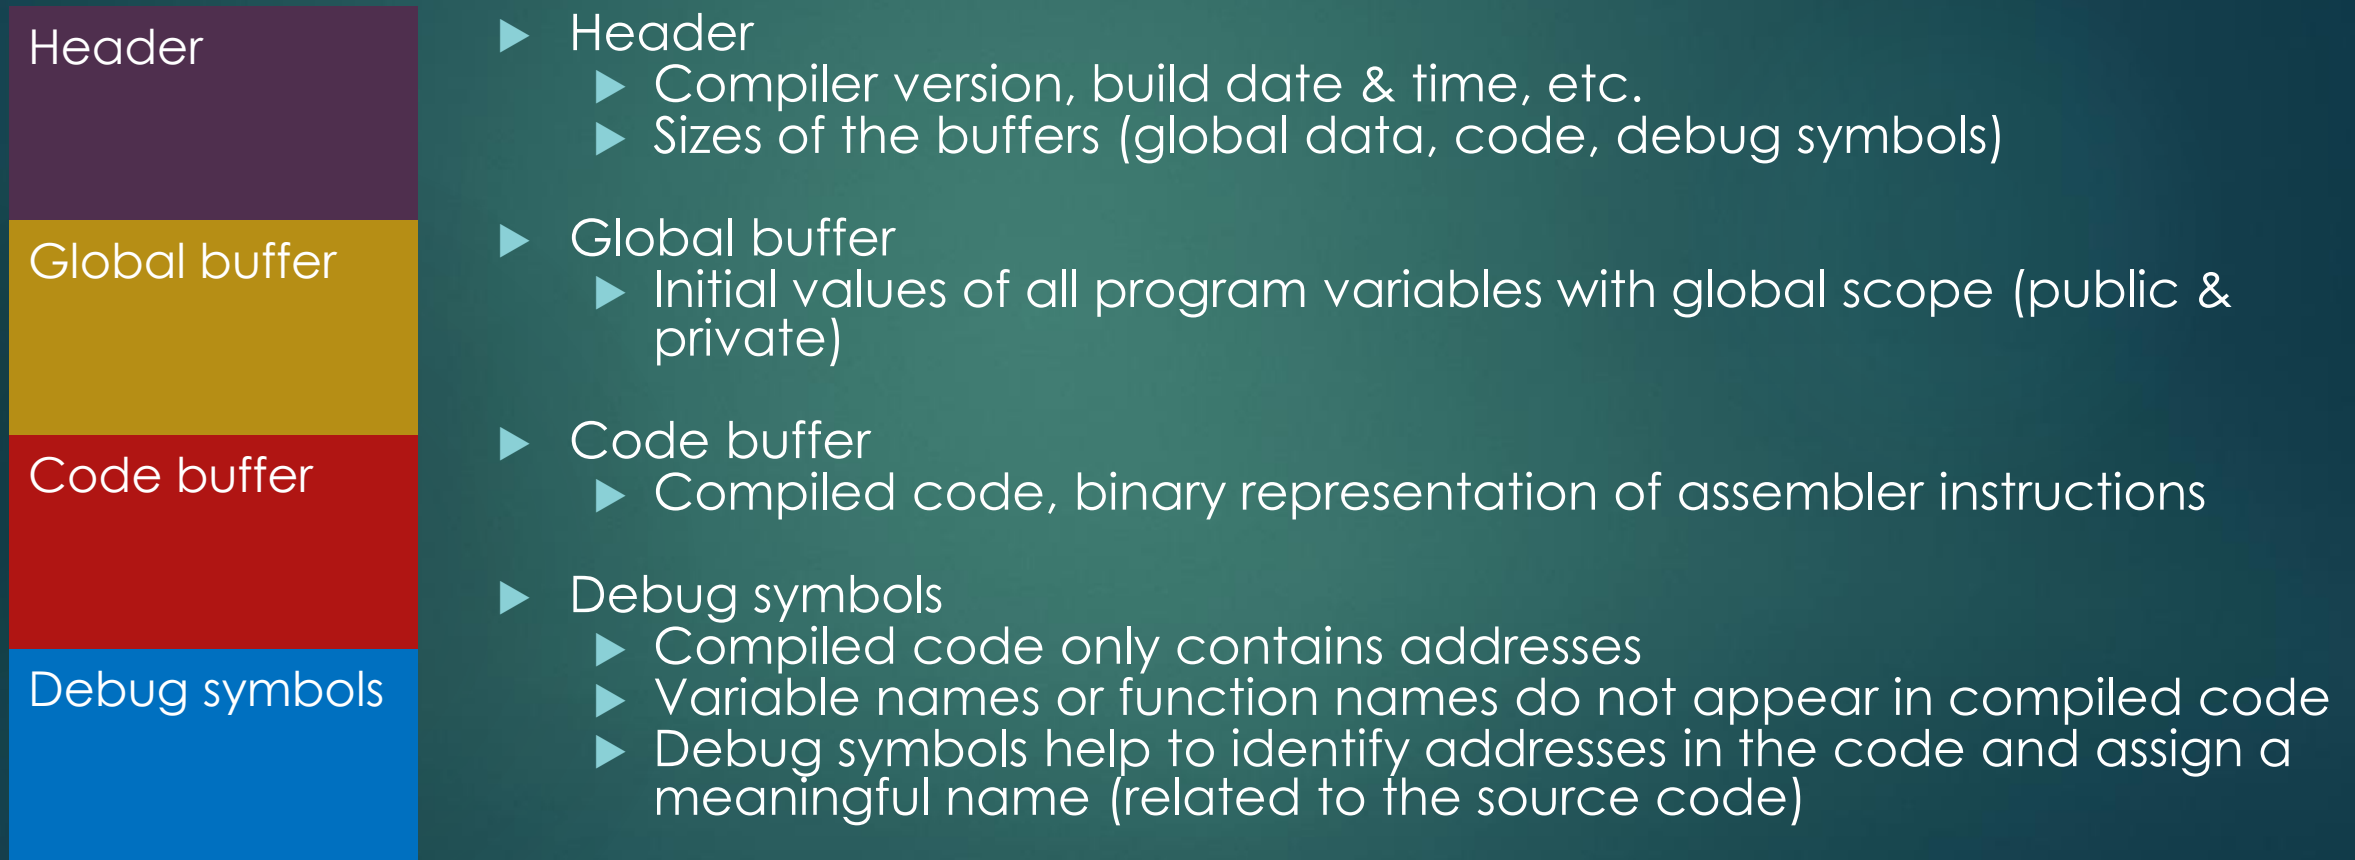 Header
Global buffer
Code buffer
Debug symbols
Header
Compiler version, build date & time, etc.
Sizes of the buffers (global data, code, debug symbols)
Global buffer
Initial values of all program variables with global scope (public &
private)
Code buffer
Compiled code, binary representation of assembler instructions
Debug symbols
Compiled code only contains addresses
Variable names or function names do not appear in compiled code
Debug symbols help to identify addresses in the code and assign a
meaningful name (related to the source code)